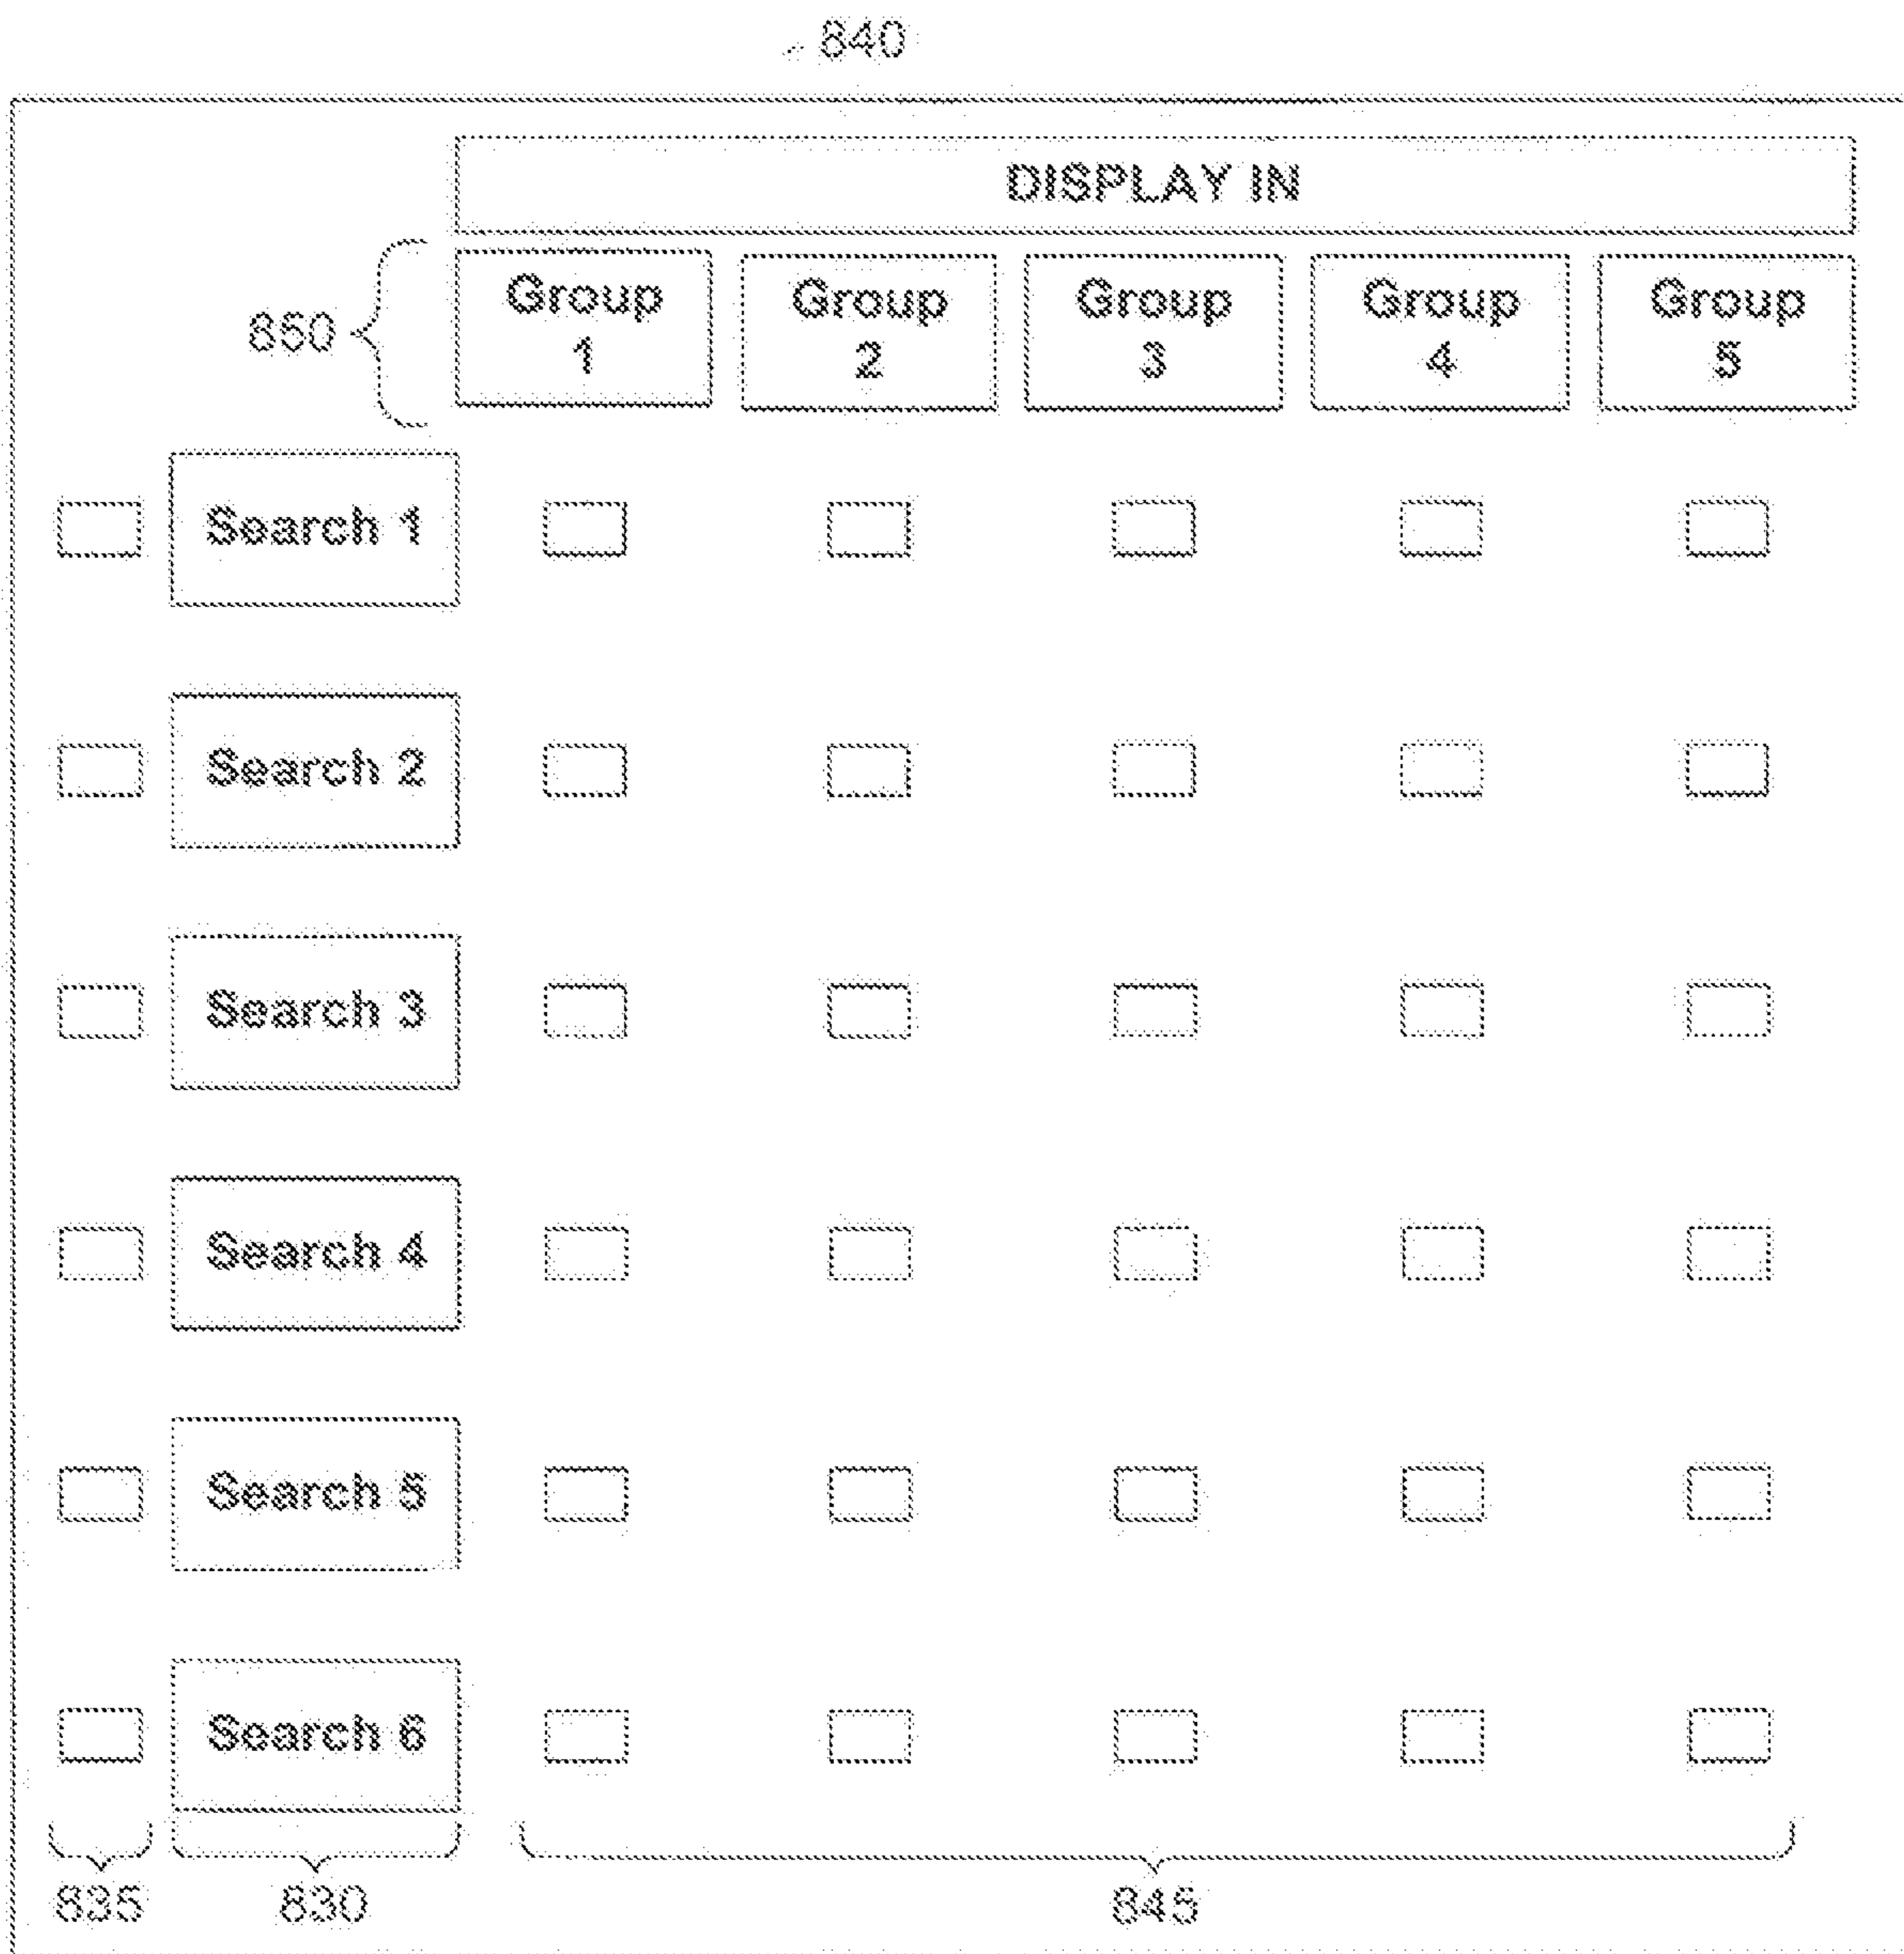 840
DISPLAY IN
850
Group 1
Group 2
Group 3
Group 4
Group 5
Search 1
Search 2
Search 3
Search 4
Search 5
Search 6
835
830
845